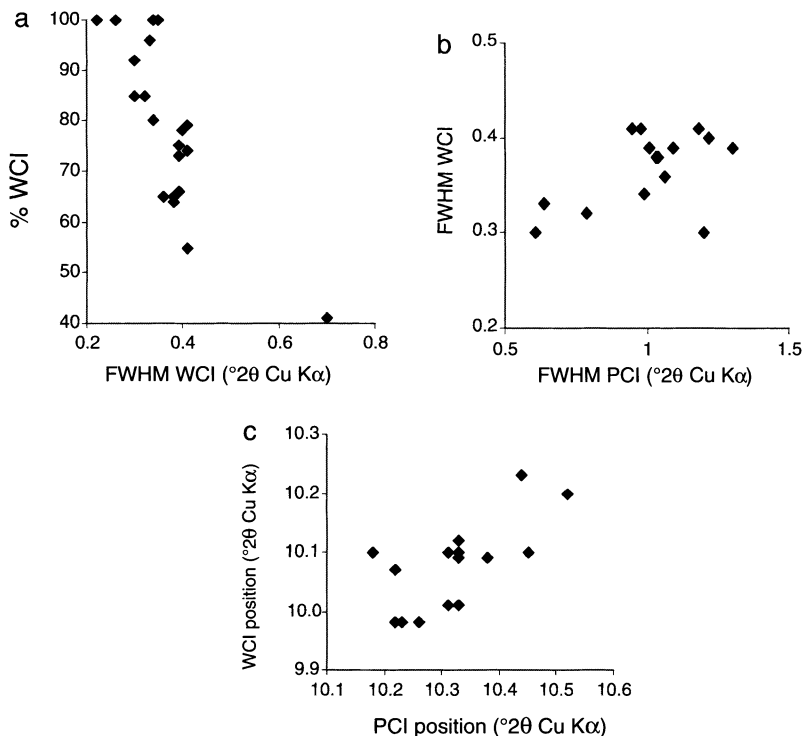 a
100
90
80
70
60
50
40
% WCI
0.2 0.4 0.6 0.8
FWHM WCI (°2θ Cu Kα)
b
0.5
0.4
0.3
0.2
FWHM WCI
0.5 1 1.5
FWHM PCI (°2θ Cu Kα)
c
10.3
10.2
10.1
10.0
9.9
WCI position (°2θ Cu Kα)
10.1 10.2 10.3 10.4 10.5 10.6
PCI position (°2θ Cu Kα)